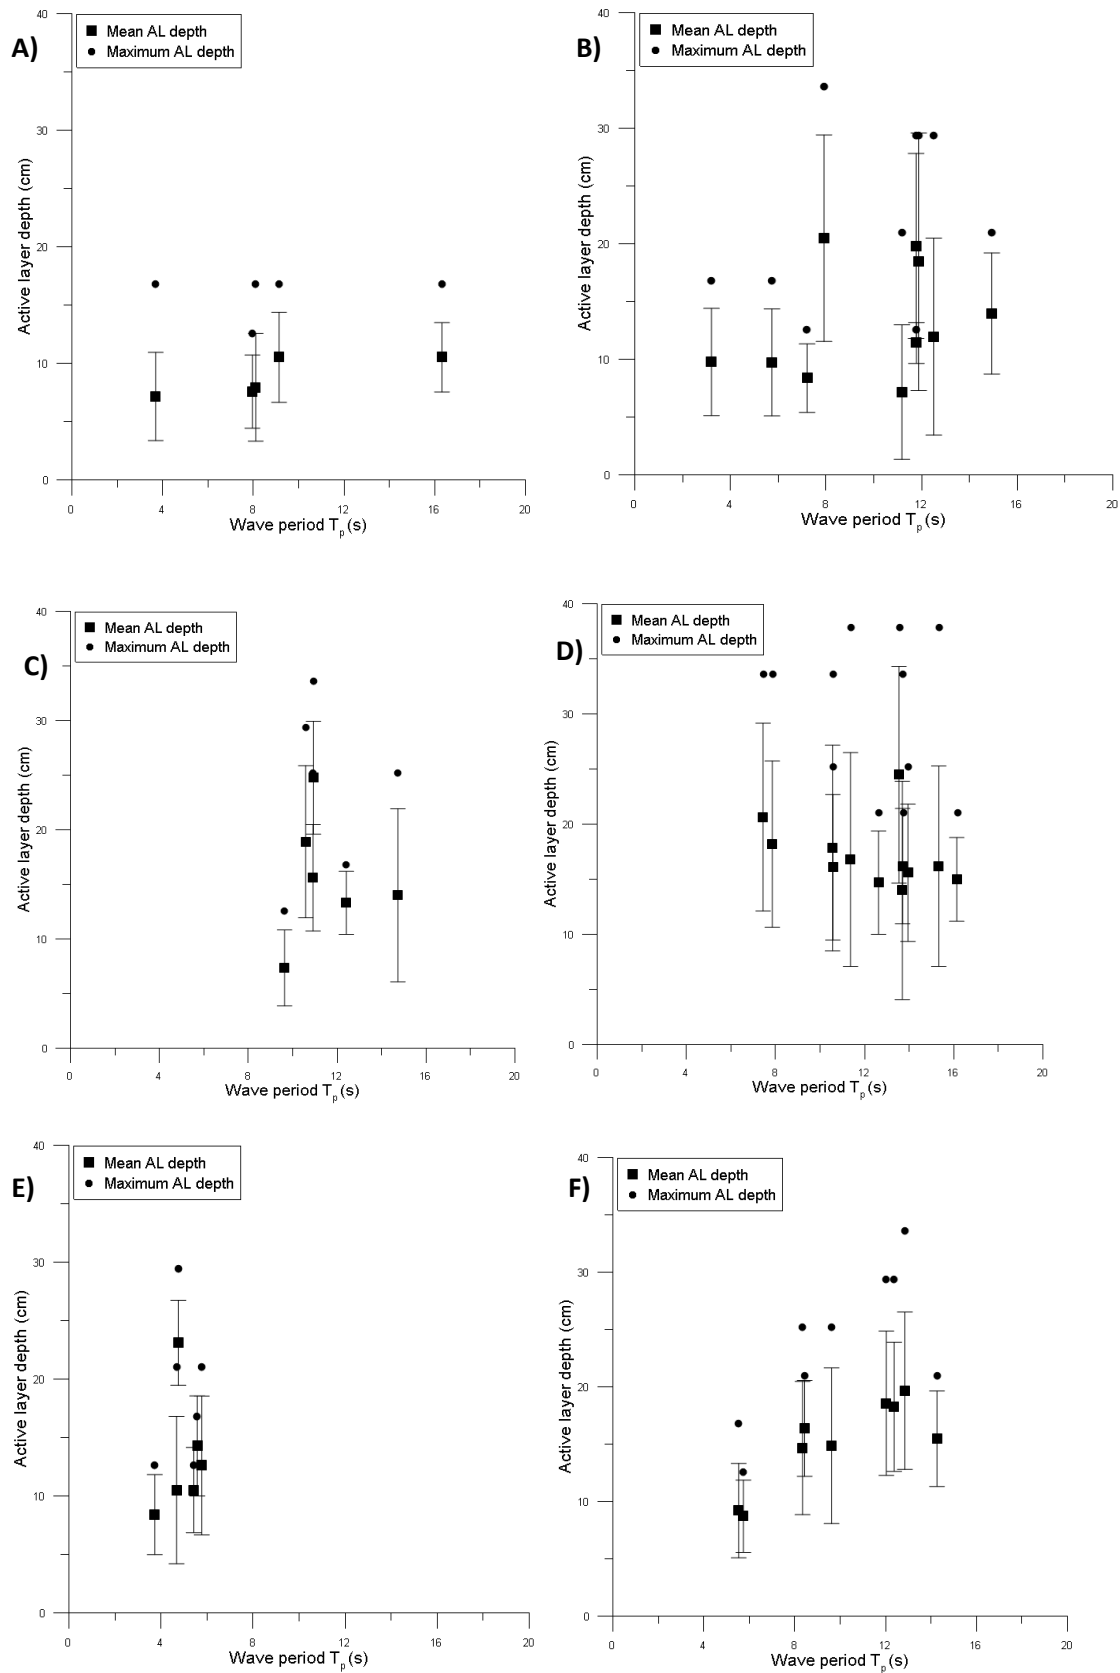 A)
Mean AL depth
Maximum AL depth
40
30
20
10
0
Active layer depth (cm)
0 4 8 12 16 20
Wave period Tp (s)
B)
Mean AL depth
Maximum AL depth
40
30
20
10
0
Active layer depth (cm)
0 4 8 12 16 20
Wave period Tp (s)
C)
Mean AL depth
Maximum AL depth
40
30
20
10
0
Active layer depth (cm)
0 4 8 12 16 20
Wave period Tp (s)
D)
Mean AL depth
Maximum AL depth
40
30
20
10
0
Active layer depth (cm)
0 4 8 12 16 20
Wave period Tp (s)
E)
Mean AL depth
Maximum AL depth
40
30
20
10
0
Active layer depth (cm)
0 4 8 12 16 20
Wave period Tp (s)
F)
Mean AL depth
Maximum AL depth
40
30
20
10
0
Active layer depth (cm)
0 4 8 12 16 20
Wave period Tp (s)